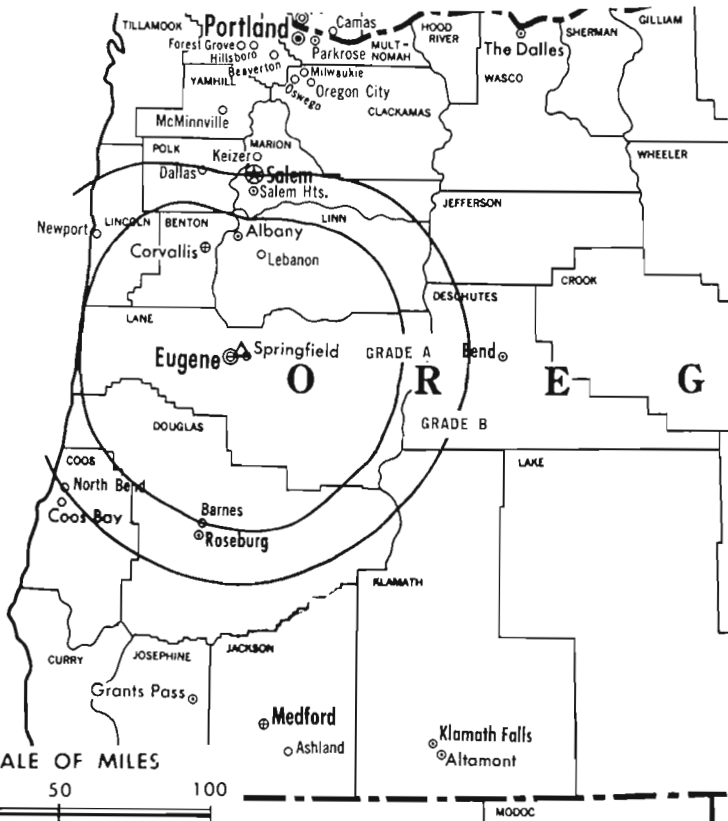 TILLAMOOK
Portland
Camas
HOOD
RIVER
SHERMAN
GILLIAM
Forest Grove
Hillsboro
Beaverton
Parkrose
MULT-
NOMAH
The Dalles
YAMHILL
Milwaukie
Oswego
Oregon City
WASCO
McMinnville
CLACKAMAS
POLK
MARION
Keizer
WHEELER
Dallas
Salem
Salem Hts.
JEFFERSON
Newport
LINCOLN
BENTON
LINN
Albany
Corvallis
Lebanon
CROOK
DESCHUTES
LANE
Eugene
Springfield
GRADE A
Bend
O R E G
DOUGLAS
GRADE B
COOS
LAKE
North Bend
Coos Bay
Barnes
Roseburg
KLAMATH
CURRY
JOSEPHINE
JACKSON
Grants Pass
Medford
Klamath Falls
Ashland
Altamont
ALE OF MILES
50 100
MODOC